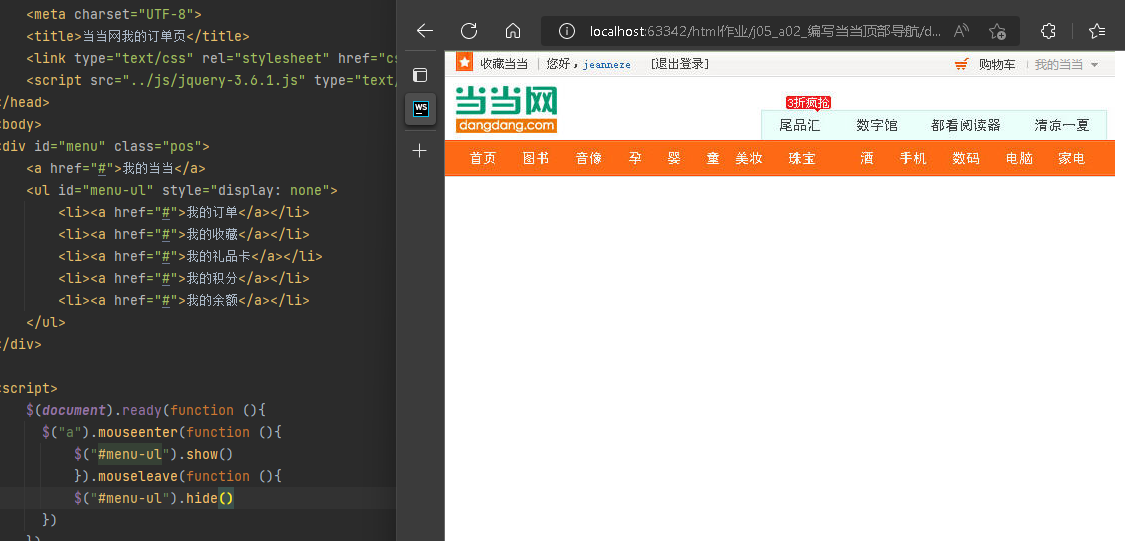 <meta charset="UTF-8">
<title>当当网我的订单页</title>
<link type="text/css" rel="stylesheet" href="cs
<script src="../js/jquery-3.6.1.js" type="text/
</head>
<body>
<div id="menu" class="pos">
<a href="#">我的当当</a>
<ul id="menu-ul" style="display: none">
<li><a href="#">我的订单</a></li>
<li><a href="#">我的收藏</a></li>
<li><a href="#">我的礼品卡</a></li>
<li><a href="#">我的积分</a></li>
<li><a href="#">我的余额</a></li>
</ul>
</div>
<script>
$(document).ready(function (){
$("a").mouseenter(function (){
$("#menu-ul").show()
}).mouseleave(function (){
$("#menu-ul").hide()
})
})
localhost:63342/html作业/j05_a02_编写当当顶部导航/d...
WS
收藏当当 | 您好，jeanneze [退出登录] 购物车 | 我的当当
当当网
dangdang.com
3折疯抢
尾品汇 数字馆 都看阅读器 清凉一夏
首页 图书 音像 孕 婴 童 美妆 珠宝 酒 手机 数码 电脑 家电